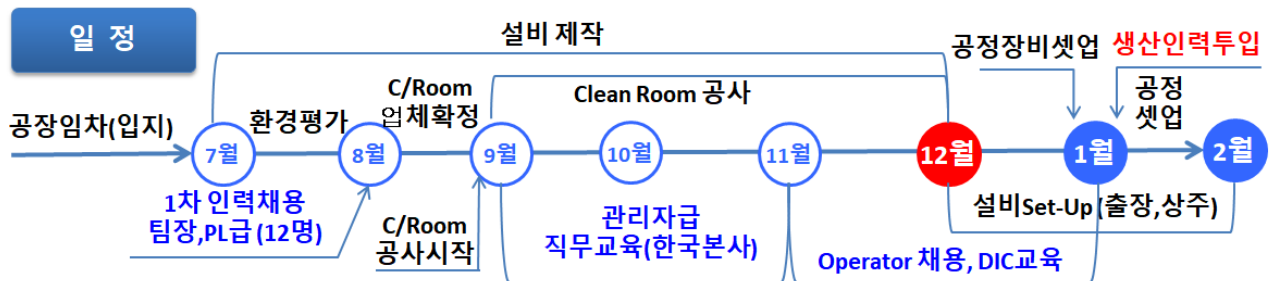 일 정
설비 제작
공정장비셋업
생산인력투입
C/Room
업체확정
Clean Room 공사
공정
셋업
공장임차(입지)
환경평가
7월
8월
9월
10월
11월
12월
1월
2월
1차 인력채용
팀장,PL급 (12명)
C/Room
공사시작
관리자급
직무교육(한국본사)
설비Set-Up (출장,상주)
Operator 채용, DIC교육